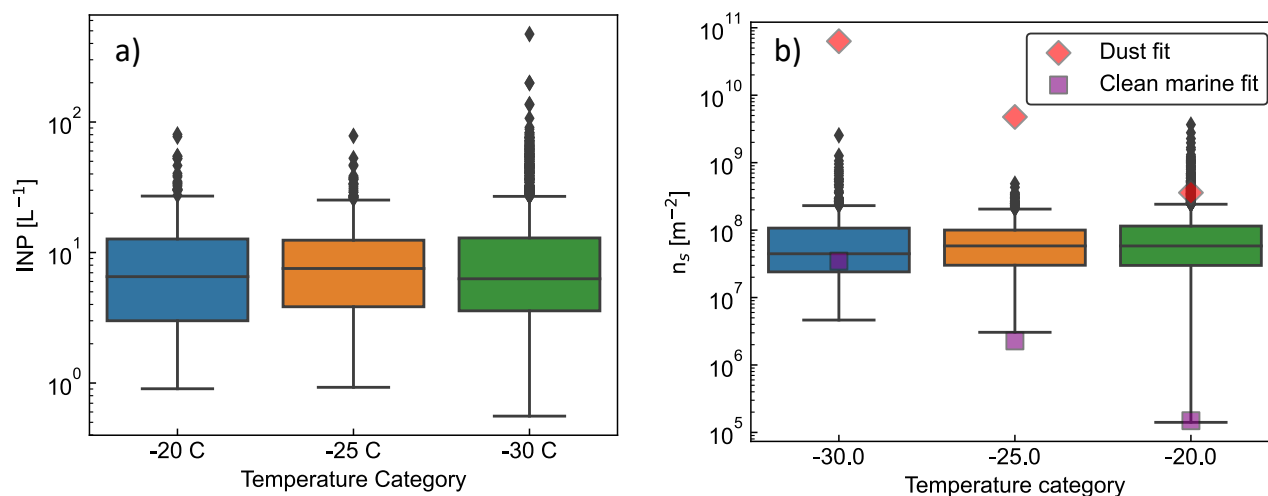 a)
INP [L⁻¹]
10²
10¹
10⁰
-20 C -25 C -30 C
Temperature Category
b)
Dust fit
Clean marine fit
nₛ [m⁻²]
10¹¹
10¹⁰
10⁹
10⁸
10⁷
10⁶
10⁵
-30.0 -25.0 -20.0
Temperature category